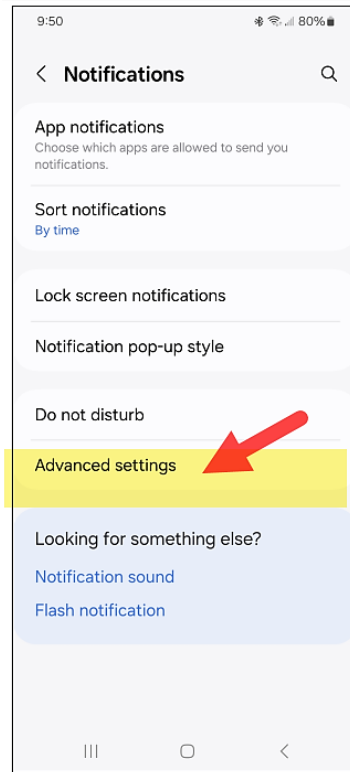 9:50 80%
Notifications
App notifications
Choose which apps are allowed to send you
notifications.
Sort notifications
By time
Lock screen notifications
Notification pop-up style
Do not disturb
Advanced settings
Looking for something else?
Notification sound
Flash notification